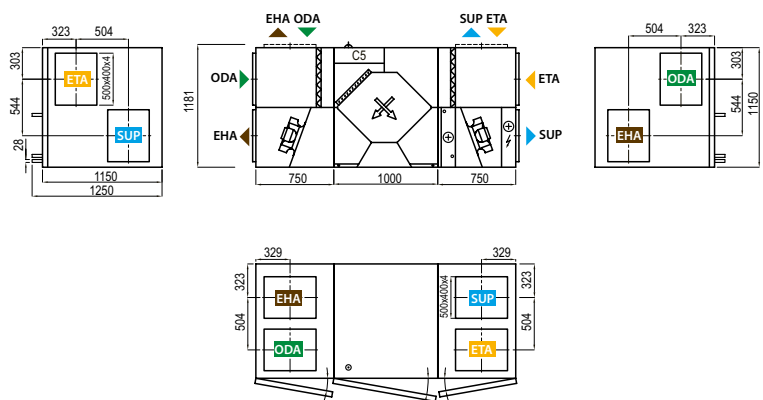 323 504
303
544
28
ETA
500x400x4
SUP
1150
1250
EHA ODA
SUP ETA
C5
1181
ODA
ETA
EHA
SUP
750
1000
750
504 323
303
544
1150
ODA
EHA
329
329
323
504
EHA
ODA
500x400x4
SUP
ETA
323
504